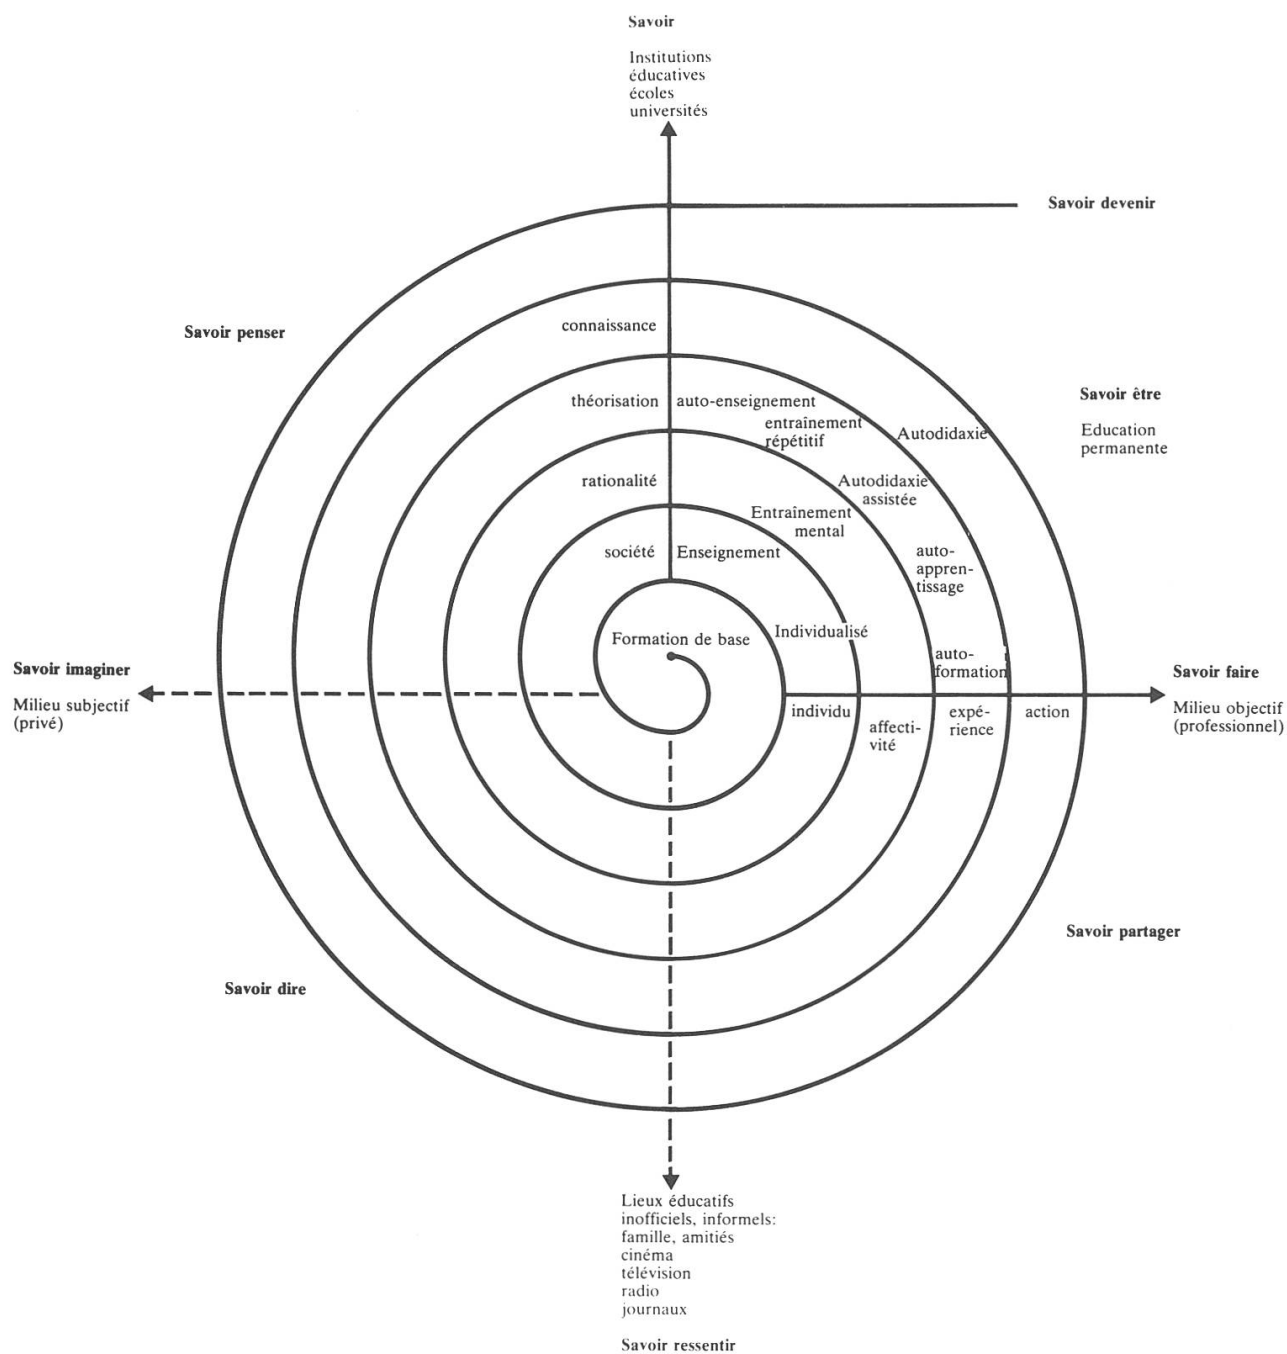 Savoir
Institutions
éducatives
écoles
universités
Savoir devenir
Savoir penser
connaissance
Savoir être
Education
permanente
théorisation
auto-enseignement
entraînement
répétitif
Autodidaxie
rationalité
Autodidaxie
assistée
Entraînement
mental
société
Enseignement
auto-
appren-
tissage
Individualisé
Formation de base
auto-
formation
Savoir imaginer
Milieu subjectif
(privé)
Savoir faire
Milieu objectif
(professionnel)
individu
affecti-
vité
expé-
rience
action
Savoir partager
Savoir dire
Lieux éducatifs
inofficiels, informels:
famille, amitiés
cinéma
télévision
radio
journaux
Savoir ressentir